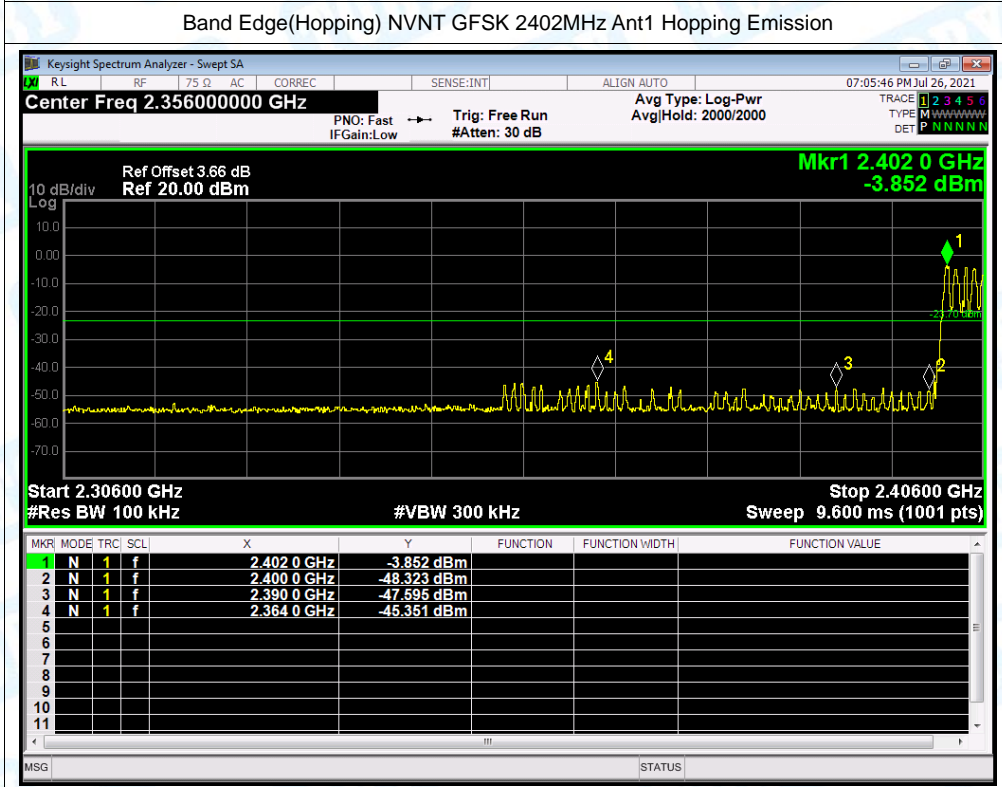 Band Edge(Hopping) NVNT GFSK 2402MHz Ant1 Hopping Emission
Keysight Spectrum Analyzer - Swept SA
LXI RL RF 75 Ω AC CORREC SENSE:INT ALIGN AUTO 07:05:46 PM Jul 26, 2021
Center Freq 2.356000000 GHz Avg Type: Log-Pwr TRACE 1 2 3 4 5 6
PNO: Fast Trig: Free Run Avg|Hold: 2000/2000 TYPE M WWWWW
IFGain:Low #Atten: 30 dB DET P N N N N N
Mkr1 2.402 0 GHz
Ref Offset 3.66 dB
10 dB/div Ref 20.00 dBm -3.852 dBm
Log
10.0
1
0.00
-10.0
-20.0
-23.70 dBm
-30.0
4 3 2
-40.0
-50.0
-60.0
-70.0
Start 2.30600 GHz Stop 2.40600 GHz
#Res BW 100 kHz #VBW 300 kHz Sweep 9.600 ms (1001 pts)
MKR MODE TRC SCL X Y FUNCTION FUNCTION WIDTH FUNCTION VALUE
1 N 1 f 2.402 0 GHz -3.852 dBm
2 N 1 f 2.400 0 GHz -48.323 dBm
3 N 1 f 2.390 0 GHz -47.595 dBm
4 N 1 f 2.364 0 GHz -45.351 dBm
5
6
7
8
9
10
11
MSG STATUS